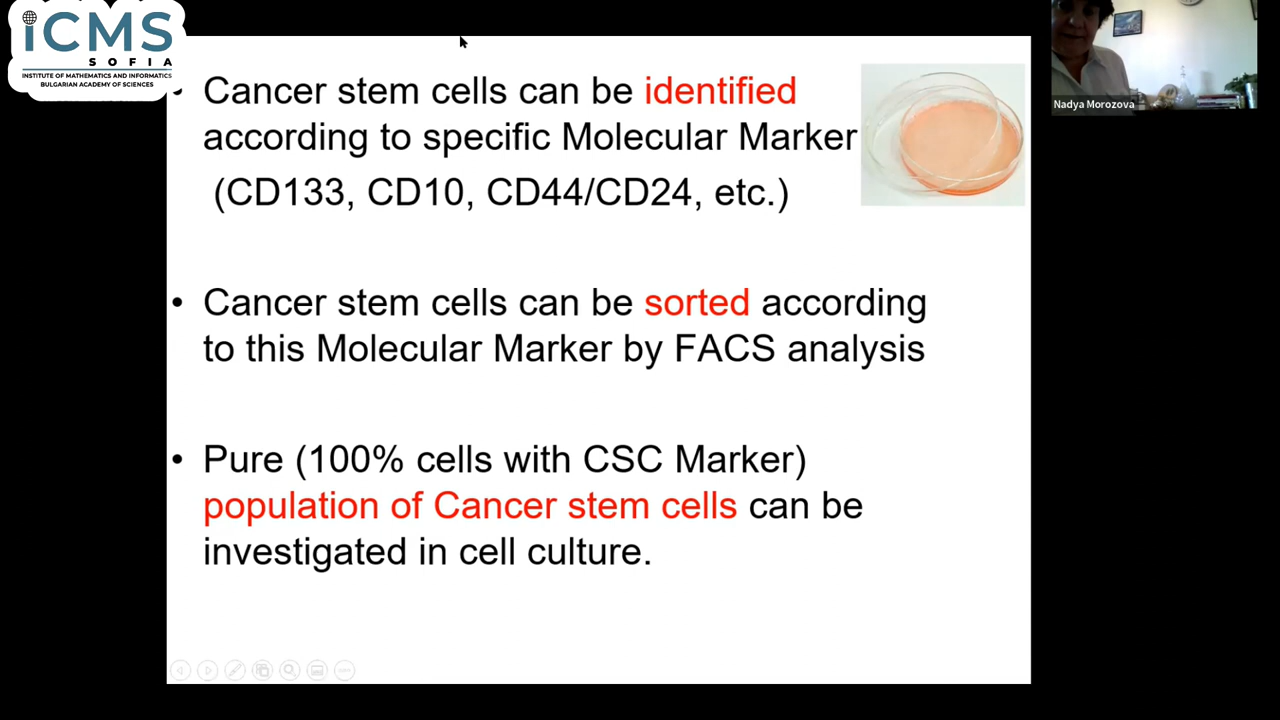 iCMS
SOFIA
INSTITUTE OF MATHEMATICS AND INFORMATICS
BULGARIAN ACADEMY OF SCIENCES
Nadya Morozova
• Cancer stem cells can be identified
according to specific Molecular Marker
(CD133, CD10, CD44/CD24, etc.)
• Cancer stem cells can be sorted according
to this Molecular Marker by FACS analysis
• Pure (100% cells with CSC Marker)
population of Cancer stem cells can be
investigated in cell culture.